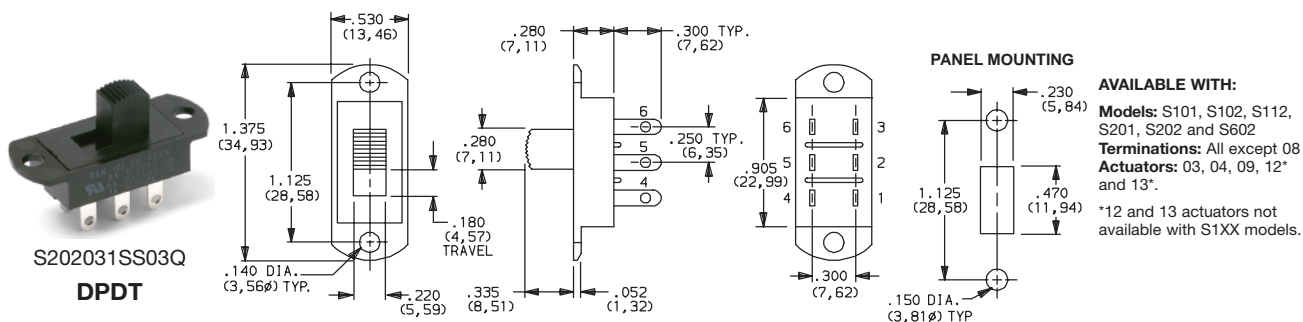 S202031SS03Q
DPDT
.530
(13,46)
1.375
(34,93)
1.125
(28,58)
.180
(4,57)
TRAVEL
.140 DIA.
(3,56ø) TYP.
.220
(5,59)
.280
(7,11)
.300 TYP.
(7,62)
.280
(7,11)
6
5
4
.250 TYP.
(6,35)
.335
(8,51)
.052
(1,32)
.905
(22,99)
6 3
5 2
4 1
.300
(7,62)
PANEL MOUNTING
.230
(5,84)
1.125
(28,58)
.470
(11,94)
.150 DIA.
(3,81ø) TYP
AVAILABLE WITH:
Models: S101, S102, S112,
S201, S202 and S602
Terminations: All except 08
Actuators: 03, 04, 09, 12*
and 13*.
*12 and 13 actuators not
available with S1XX models.